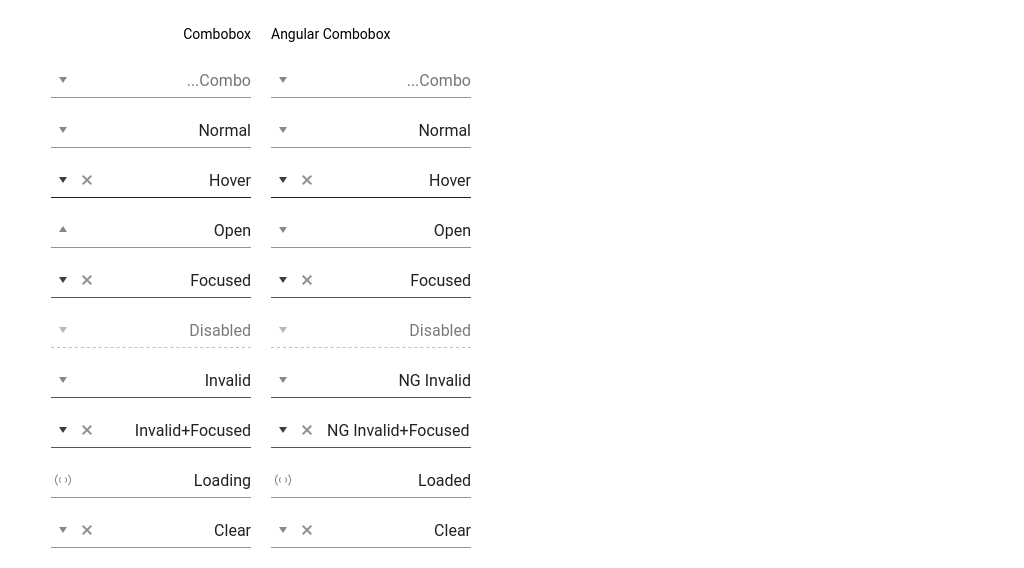 Combobox Angular Combobox
...Combo ...Combo
Normal Normal
Hover Hover
Open Open
Focused Focused
Disabled Disabled
Invalid NG Invalid
Invalid+Focused NG Invalid+Focused
Loading Loaded
Clear Clear